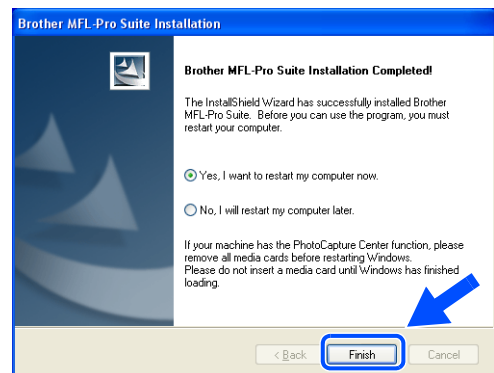 Brother MFL-Pro Suite Installation
Brother MFL-Pro Suite Installation Completed!
The InstallShield Wizard has successfully installed Brother
MFL-Pro Suite. Before you can use the program, you must
restart your computer.
Yes, I want to restart my computer now.
No, I will restart my computer later.
If your machine has the PhotoCapture Center function, please
remove all media cards before restarting Windows.
Please do not insert a media card until Windows has finished
loading.
< Back
Finish
Cancel